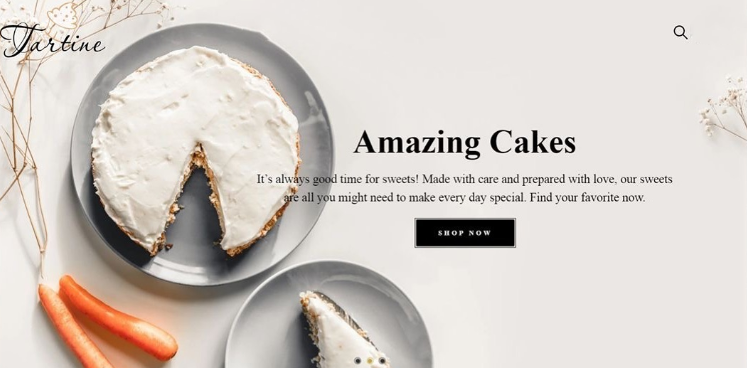 Tartine
Amazing Cakes
It's always good time for sweets! Made with care and prepared with love, our sweets
are all you might need to make every day special. Find your favorite now.
SHOP NOW